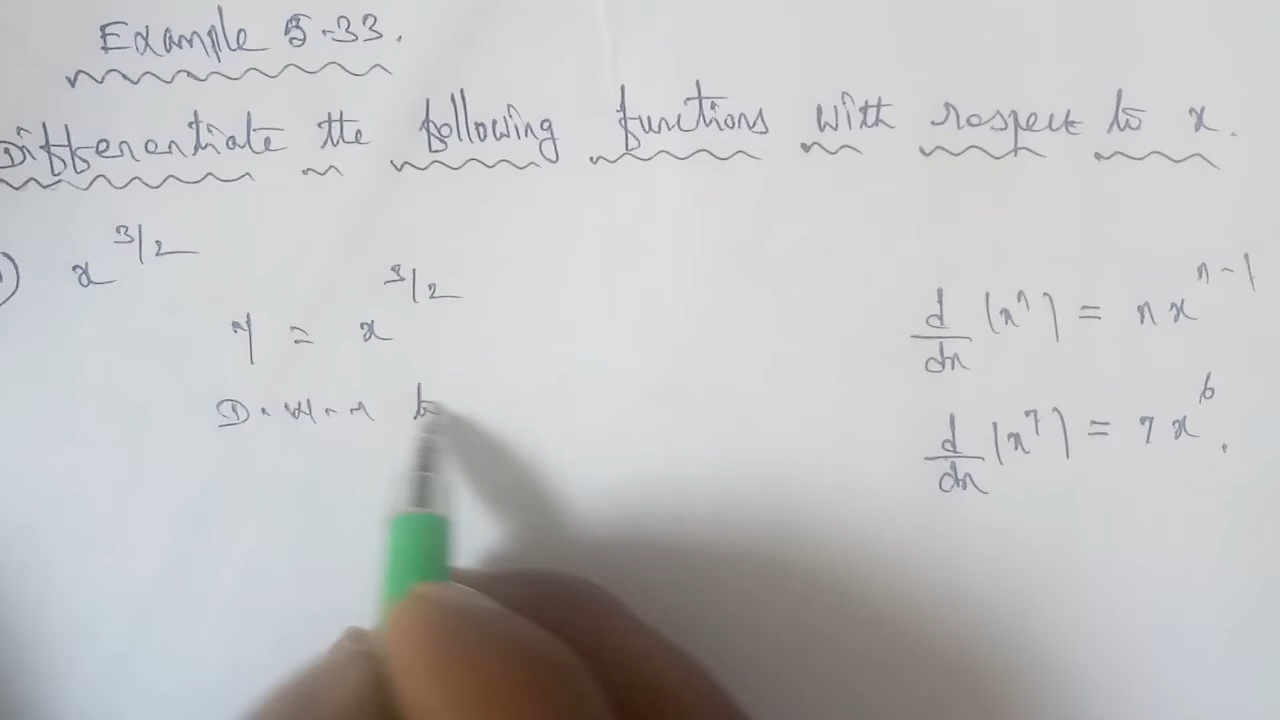 Example 5.33.
Differentiate the following functions with respect to x.
) x^3/2
y = x^3/2
D.w.r to
d/dx (x^n) = n x^n-1
d/dx (x^7) = 7 x^6.